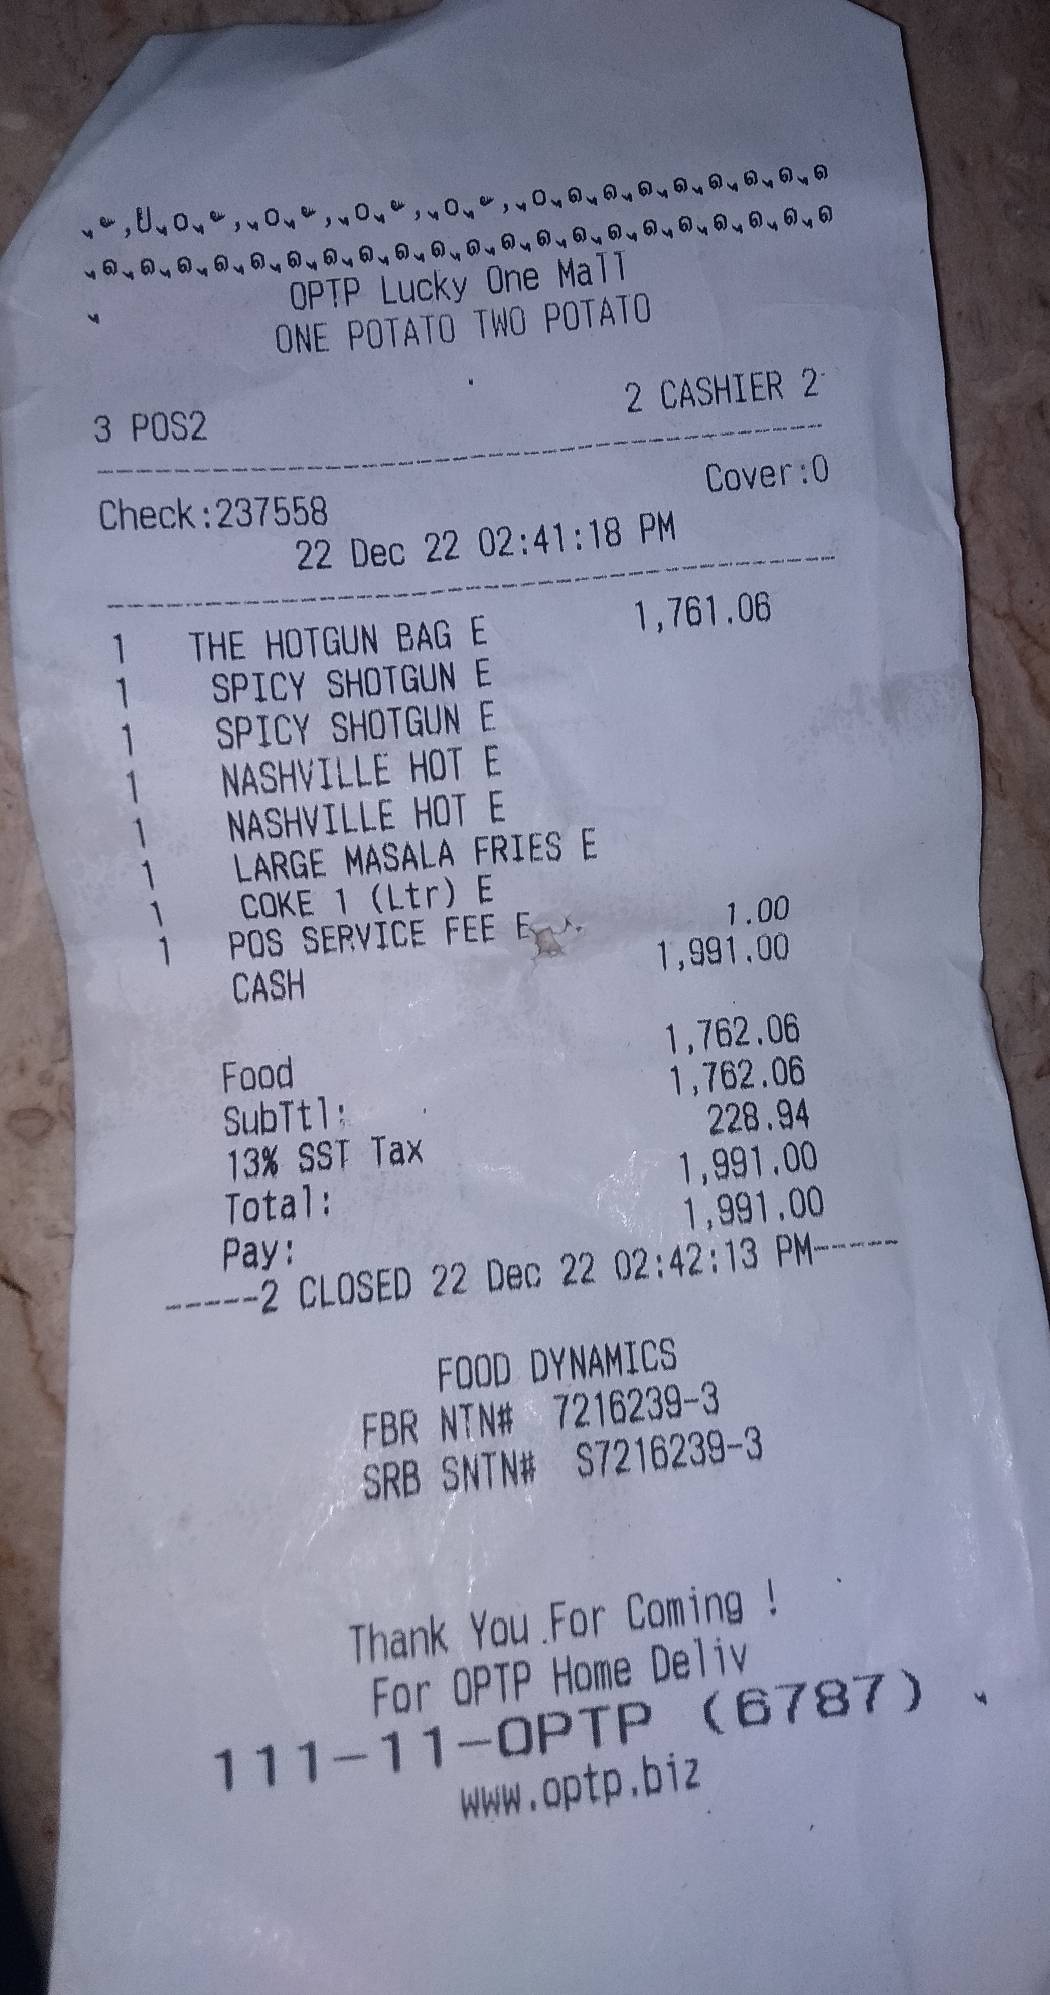 OPTP Lucky One Mall
ONE POTATO TWO POTATO
3 POS2 2 CASHIER 2
Check:237558 Cover:0
22 Dec 22 02:41:18 PM
1 THE HOTGUN BAG E 1,761.06
1 SPICY SHOTGUN E
1 SPICY SHOTGUN E
1 NASHVILLE HOT E
1 NASHVILLE HOT E
1 LARGE MASALA FRIES E
1 COKE 1 (Ltr) E
1 POS SERVICE FEE E 1.00
CASH 1,991.00
Food 1,762.06
SubTtl: 1,762.06
13% SST Tax 228.94
Total: 1,991.00
Pay: 1,991.00
-----2 CLOSED 22 Dec 22 02:42:13 PM-----
FOOD DYNAMICS
FBR NTN# 7216239-3
SRB SNTN# S7216239-3
Thank You For Coming !
For OPTP Home Deliv
111-11-OPTP (6787)
www.optp.biz